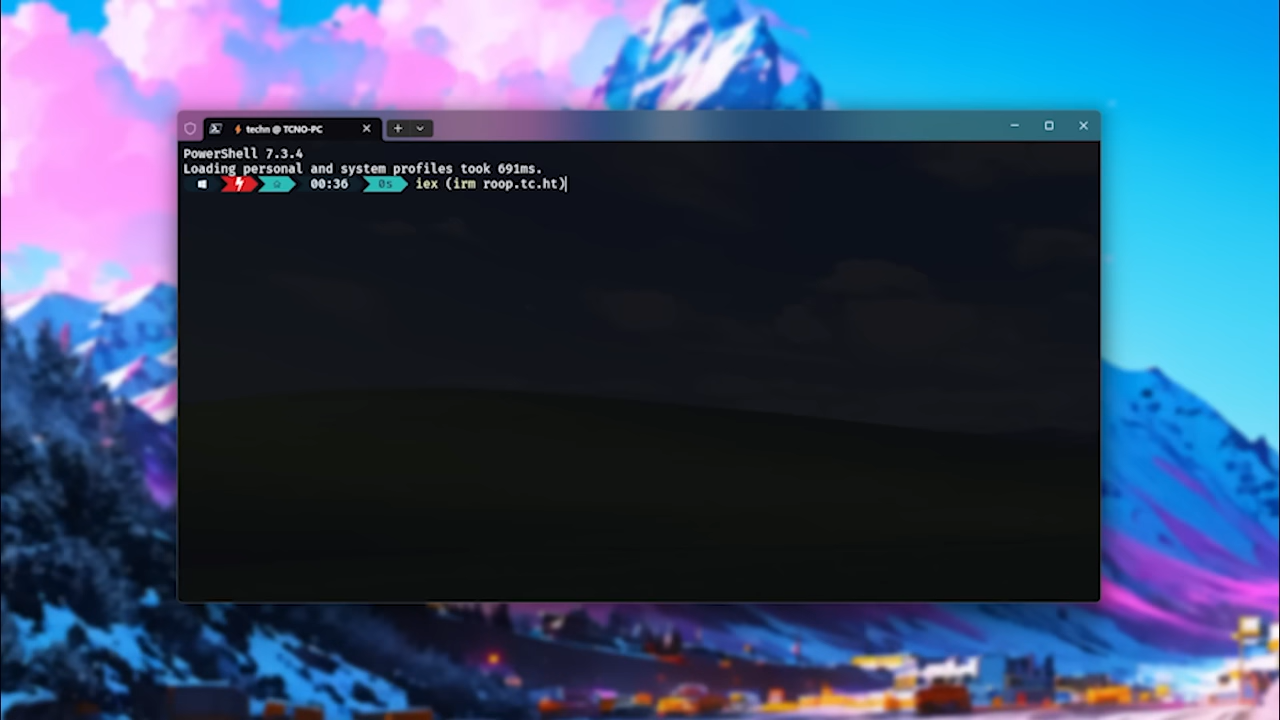 techn @ TCNO-PC
PowerShell 7.3.4
Loading personal and system profiles took 691ms.
00:36 0s iex (irm roop.tc.ht)